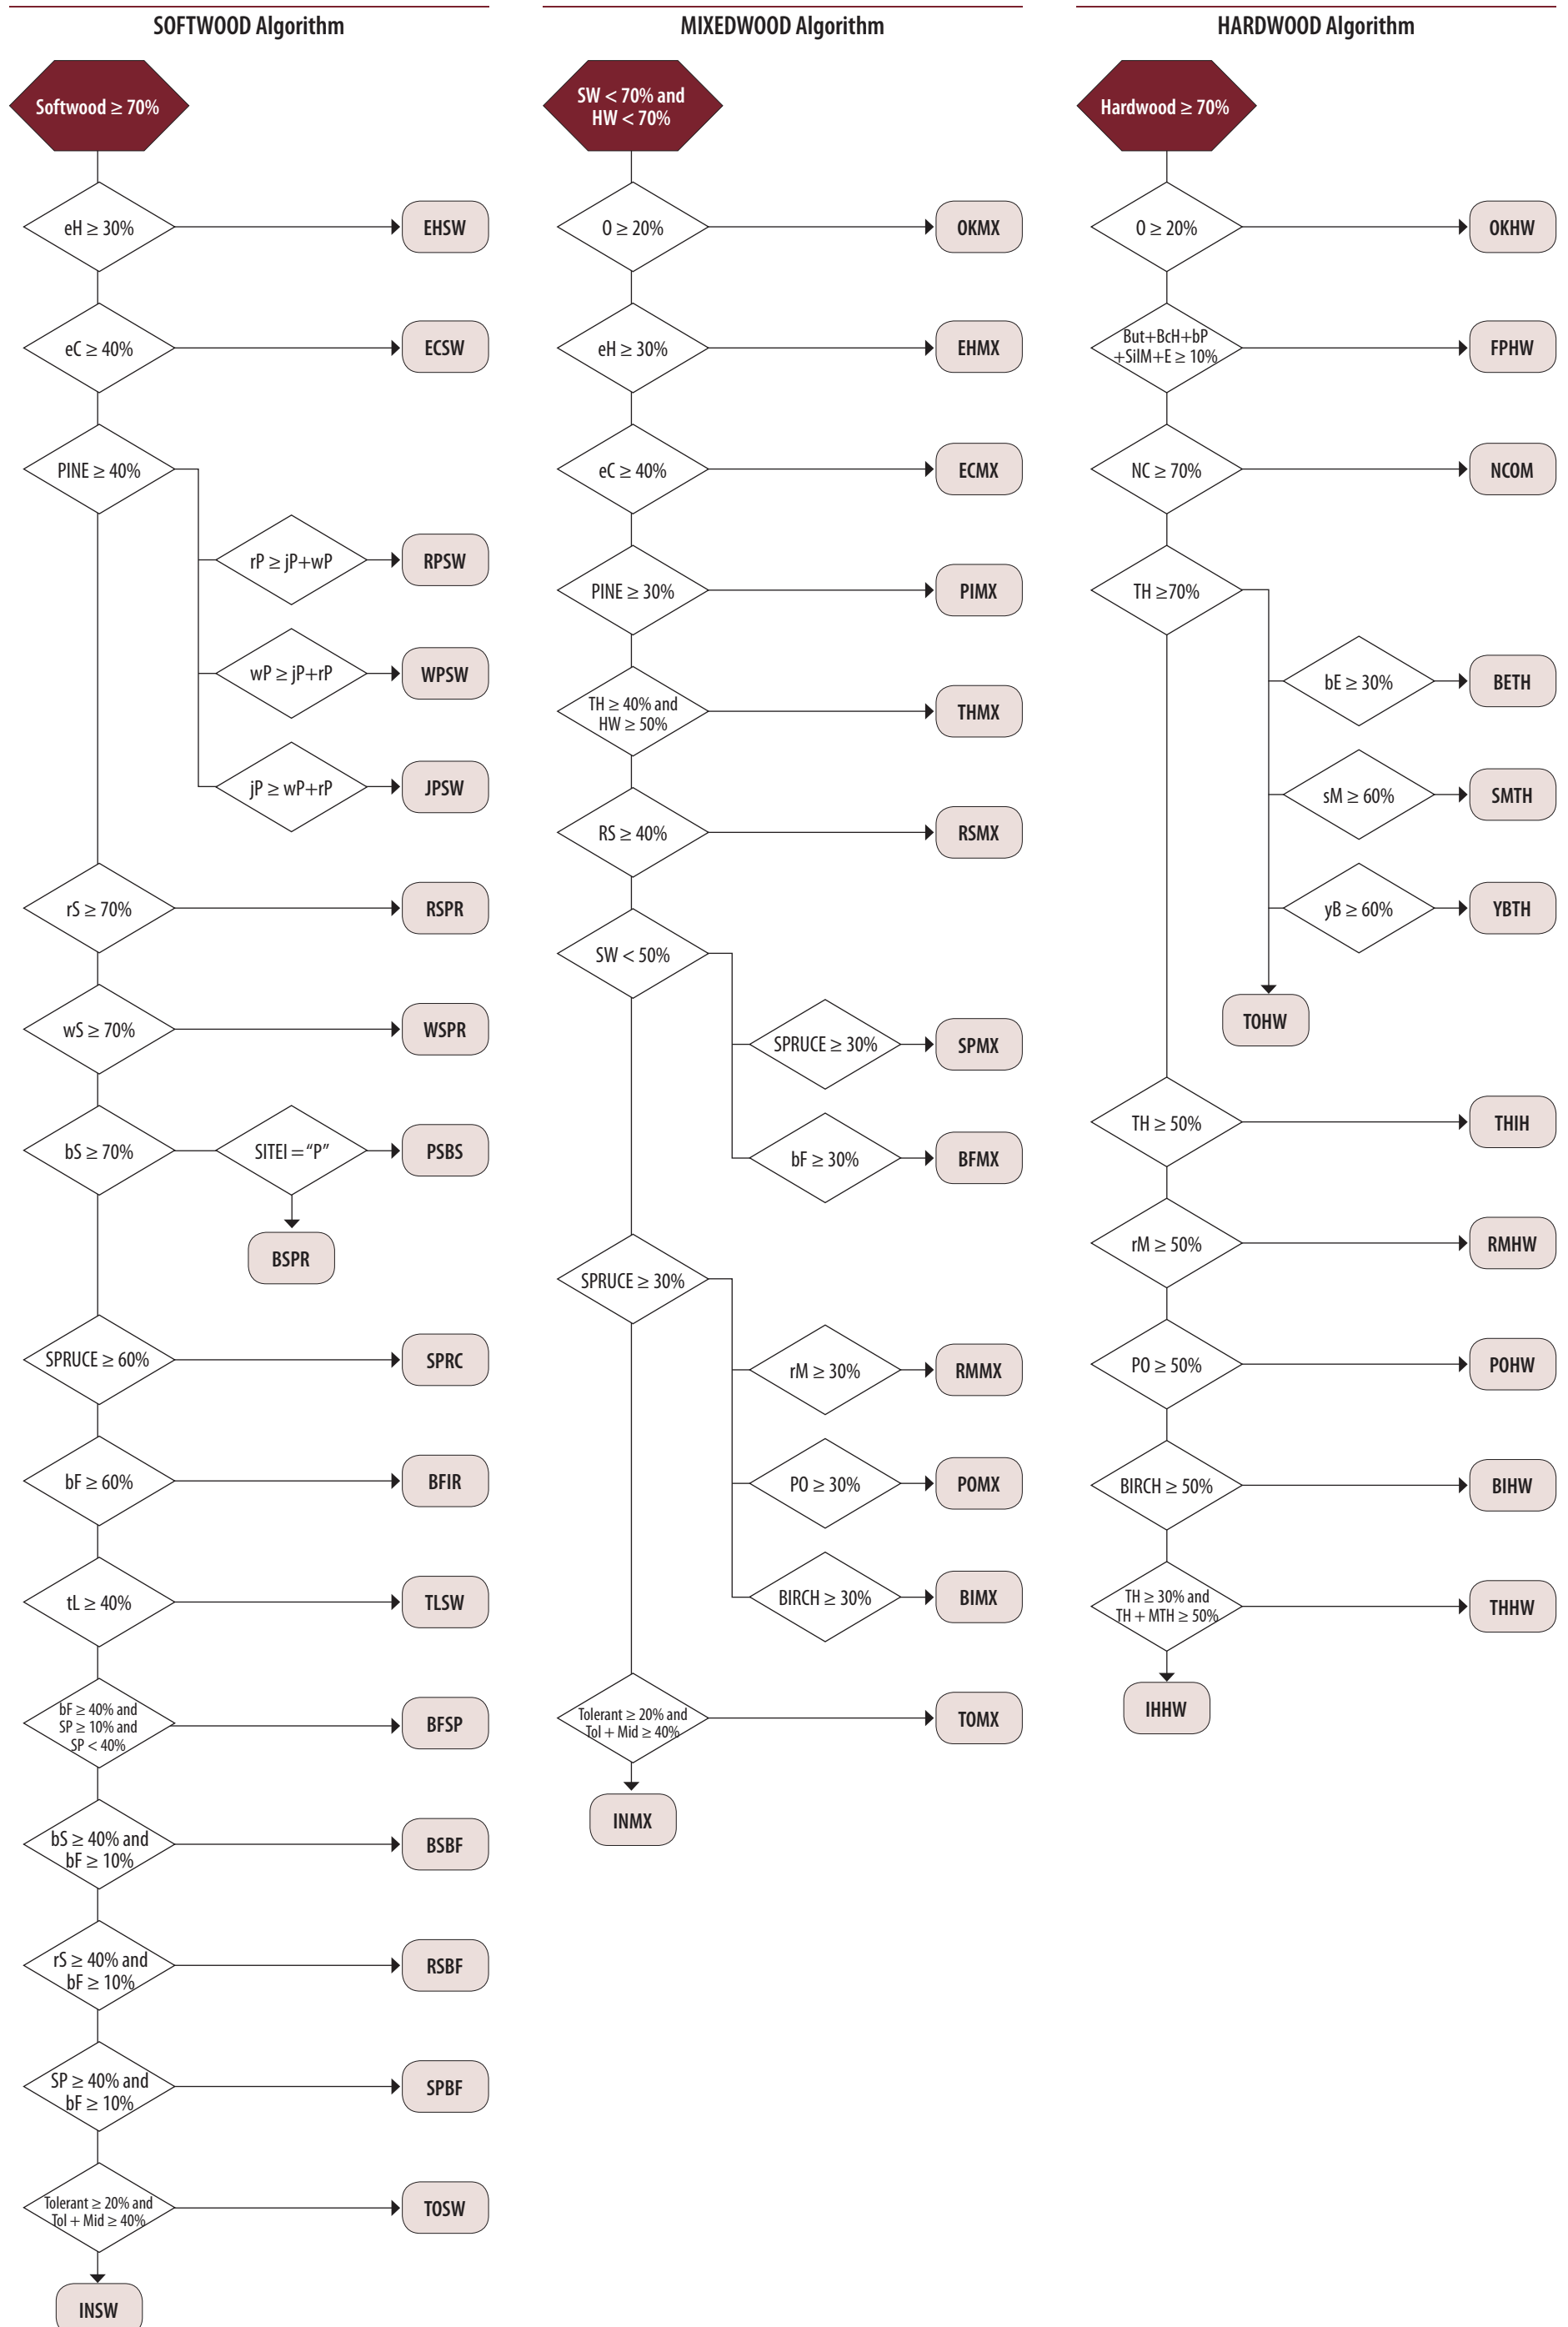 SOFTWOOD Algorithm
Softwood ≥ 70%
eH ≥ 30%
EHSW
eC ≥ 40%
ECSW
PINE ≥ 40%
rP ≥ jP+wP
RPSW
wP ≥ jP+rP
WPSW
jP ≥ wP+rP
JPSW
rS ≥ 70%
RSPR
wS ≥ 70%
WSPR
bS ≥ 70%
SITEI = “P”
PSBS
BSPR
SPRUCE ≥ 60%
SPRC
bF ≥ 60%
BFIR
tL ≥ 40%
TLSW
bF ≥ 40% and
SP ≥ 10% and
SP < 40%
BFSP
bS ≥ 40% and
bF ≥ 10%
BSBF
rS ≥ 40% and
bF ≥ 10%
RSBF
SP ≥ 40% and
bF ≥ 10%
SPBF
Tolerant ≥ 20% and
Tol + Mid ≥ 40%
TOSW
INSW
MIXEDWOOD Algorithm
SW < 70% and
HW < 70%
O ≥ 20%
OKMX
eH ≥ 30%
EHMX
eC ≥ 40%
ECMX
PINE ≥ 30%
PIMX
TH ≥ 40% and
HW ≥ 50%
THMX
RS ≥ 40%
RSMX
SW < 50%
SPRUCE ≥ 30%
SPMX
bF ≥ 30%
BFMX
SPRUCE ≥ 30%
rM ≥ 30%
RMMX
PO ≥ 30%
POMX
BIRCH ≥ 30%
BIMX
Tolerant ≥ 20% and
Tol + Mid ≥ 40%
TOMX
INMX
HARDWOOD Algorithm
Hardwood ≥ 70%
O ≥ 20%
OKHW
But+BcH+bP
+SilM+E ≥ 10%
FPHW
NC ≥ 70%
NCOM
TH ≥70%
bE ≥ 30%
BETH
sM ≥ 60%
SMTH
yB ≥ 60%
YBTH
TOHW
TH ≥ 50%
THIH
rM ≥ 50%
RMHW
PO ≥ 50%
POHW
BIRCH ≥ 50%
BIHW
TH ≥ 30% and
TH + MTH ≥ 50%
THHW
IHHW